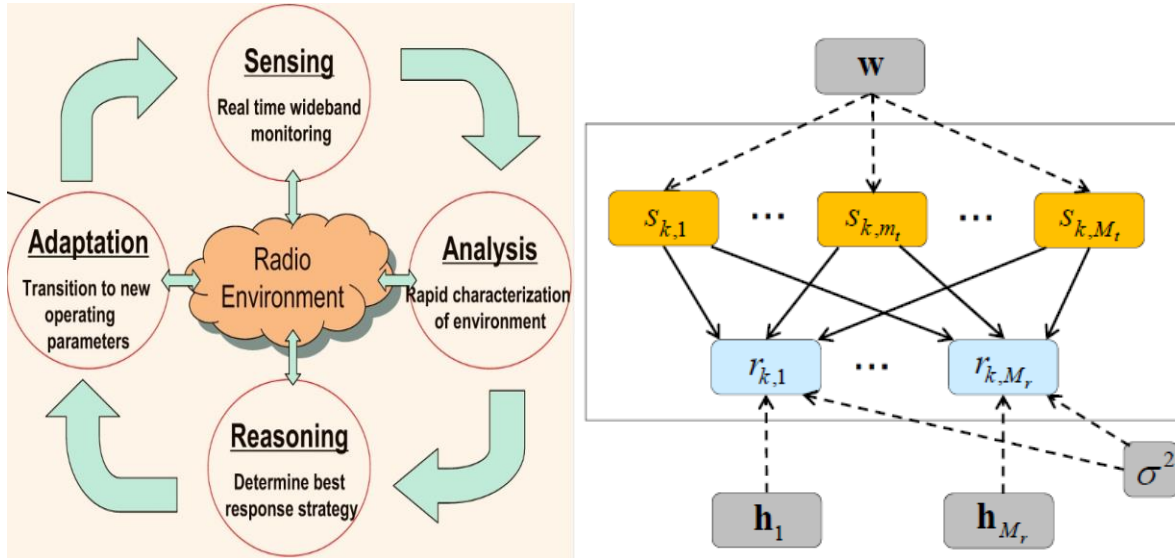 Sensing
Real time wideband
monitoring
Adaptation
Transition to new
operating
parameters
Radio
Environment
Analysis
Rapid characterization
of environment
Reasoning
Determine best
response strategy
w
s_{k,1} ... s_{k,m_t} ... s_{k,M_t}
r_{k,1} ... r_{k,M_r}
σ²
h_1 h_{M_r}